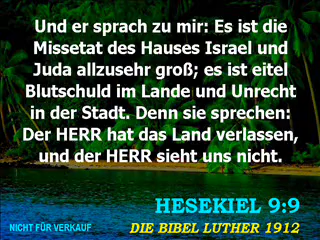 Und er sprach zu mir: Es ist die
Missetat des Hauses Israel und
Juda allzusehr groß; es ist eitel
Blutschuld im Lande und Unrecht
in der Stadt. Denn sie sprechen:
Der HERR hat das Land verlassen,
und der HERR sieht uns nicht.
HESEKIEL 9:9
NICHT FÜR VERKAUF
DIE BIBEL LUTHER 1912